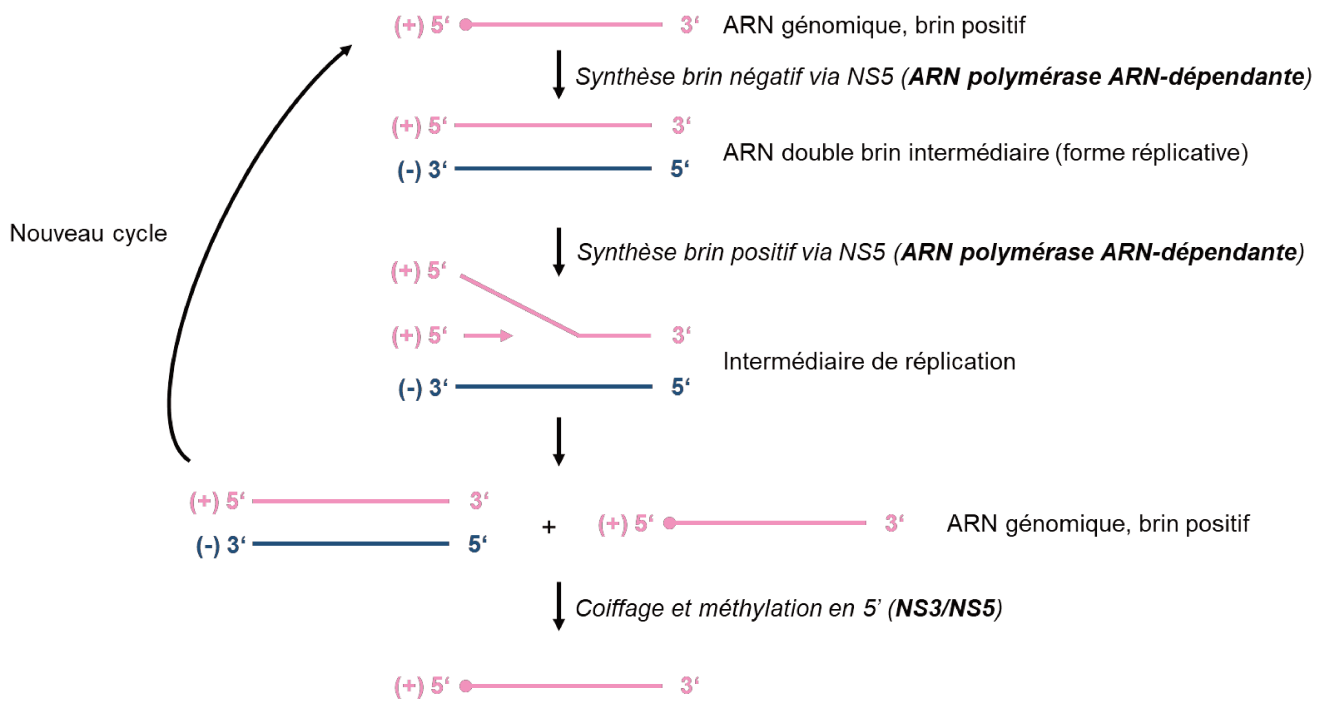 (+) 5‘ 3‘ ARN génomique, brin positif
Synthèse brin négatif via NS5 (ARN polymérase ARN-dépendante)
(+) 5‘ 3‘
ARN double brin intermédiaire (forme réplicative)
(-) 3‘ 5‘
Nouveau cycle
Synthèse brin positif via NS5 (ARN polymérase ARN-dépendante)
(+) 5‘
(+) 5‘ 3‘
Intermédiaire de réplication
(-) 3‘ 5‘
(+) 5‘ 3‘
(-) 3‘ 5‘
+
(+) 5‘ 3‘ ARN génomique, brin positif
Coiffage et méthylation en 5’ (NS3/NS5)
(+) 5‘ 3‘